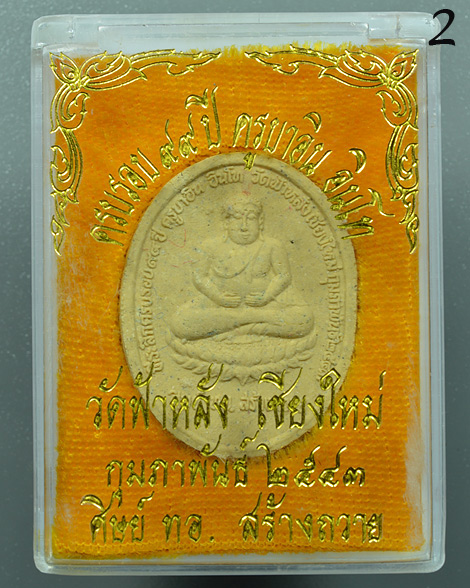 2
ครบรอบ ๙๙ ปี ครูบาอิน อินโท
วัดฟ้าหลั่ง เชียงใหม่
กุมภาพันธ์ ๒๕๔๓
ศิษย์ ทอ. สร้างถวาย